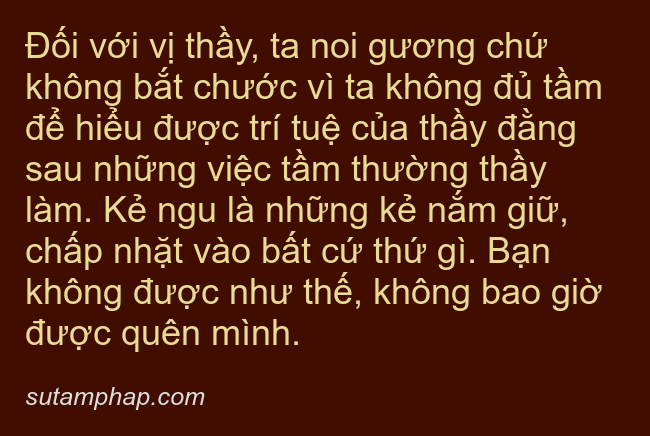 Đối với vị thầy, ta noi gương chứ
không bắt chước vì ta không đủ tầm
để hiểu được trí tuệ của thầy đằng
sau những việc tầm thường thầy
làm. Kẻ ngu là những kẻ nắm giữ,
chấp nhặt vào bất cứ thứ gì. Bạn
không được như thế, không bao giờ
được quên mình.
sutamphap.com